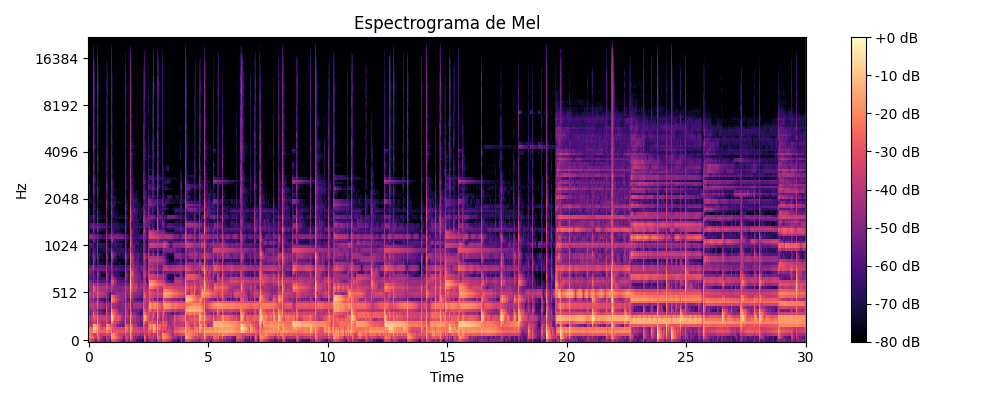 Espectrograma de Mel
Hz
16384
8192
4096
2048
1024
512
0
0 5 10 15 20 25 30
Time
+0 dB
-10 dB
-20 dB
-30 dB
-40 dB
-50 dB
-60 dB
-70 dB
-80 dB